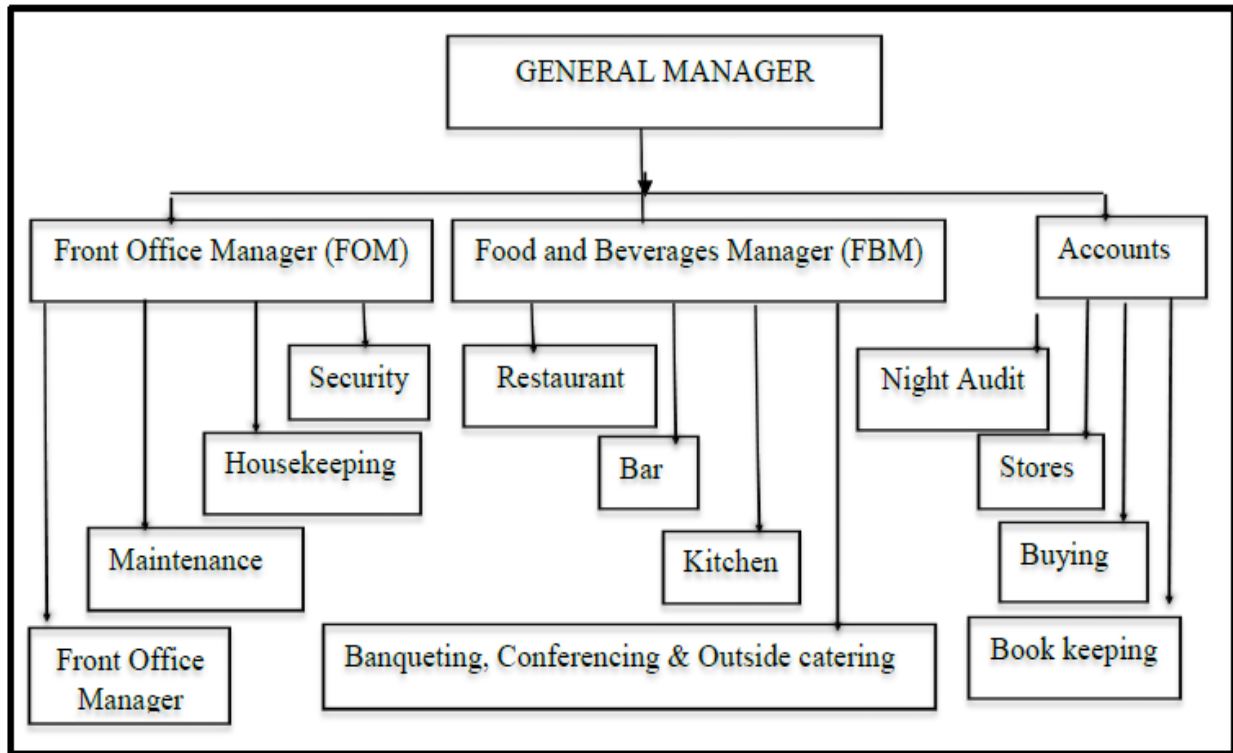 GENERAL MANAGER
Front Office Manager (FOM)
Food and Beverages Manager (FBM)
Accounts
Security
Restaurant
Night Audit
Housekeeping
Bar
Stores
Maintenance
Kitchen
Buying
Front Office
Manager
Banqueting, Conferencing & Outside catering
Book keeping